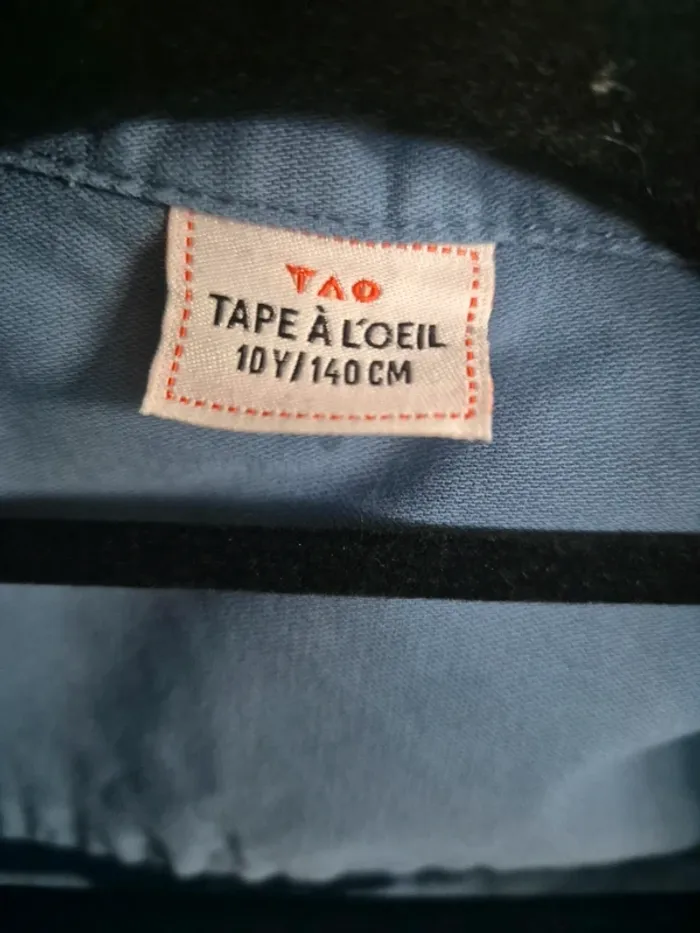 TAO
TAPE À L'OEIL
10Y/140CM